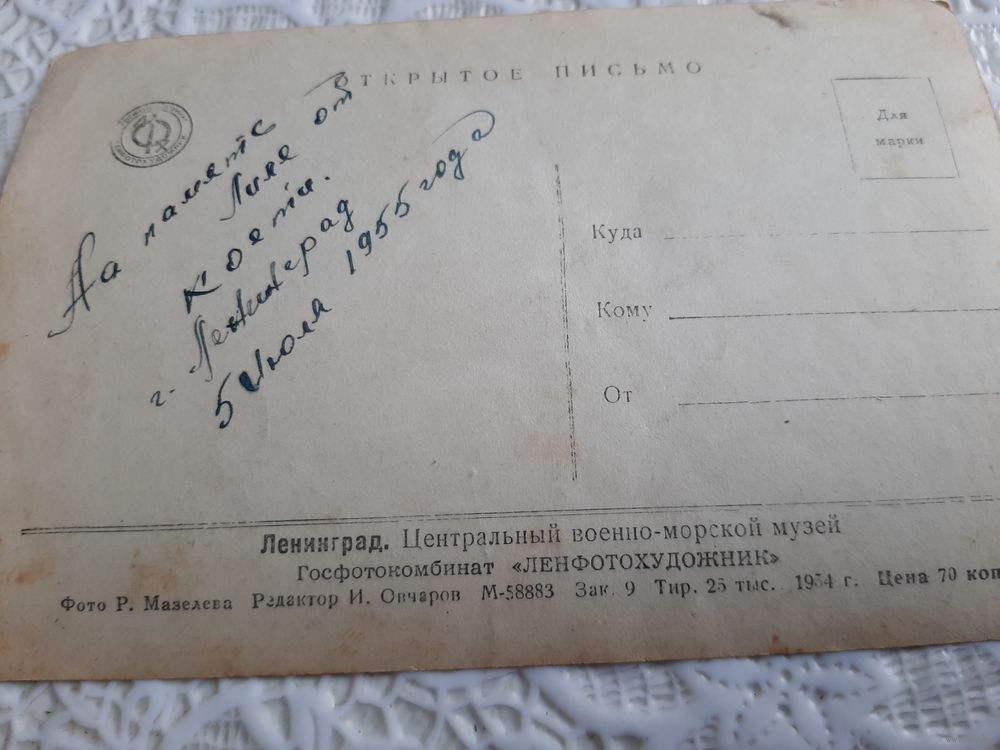 ОТКРЫТОЕ ПИСЬМО
Для
марки
На память
Лиле от
Кости.
г. Ленинград
5 Июля 1955 года
Куда
Кому
От
Ленинград. Центральный военно-морской музей
Госфотокомбинат «ЛЕНФОТОХУДОЖНИК»
Фото Р. Мазелева Редактор И. Овчаров М-58883 Зак. 9 Тир. 25 тыс. 1954 г. Цена 70 коп